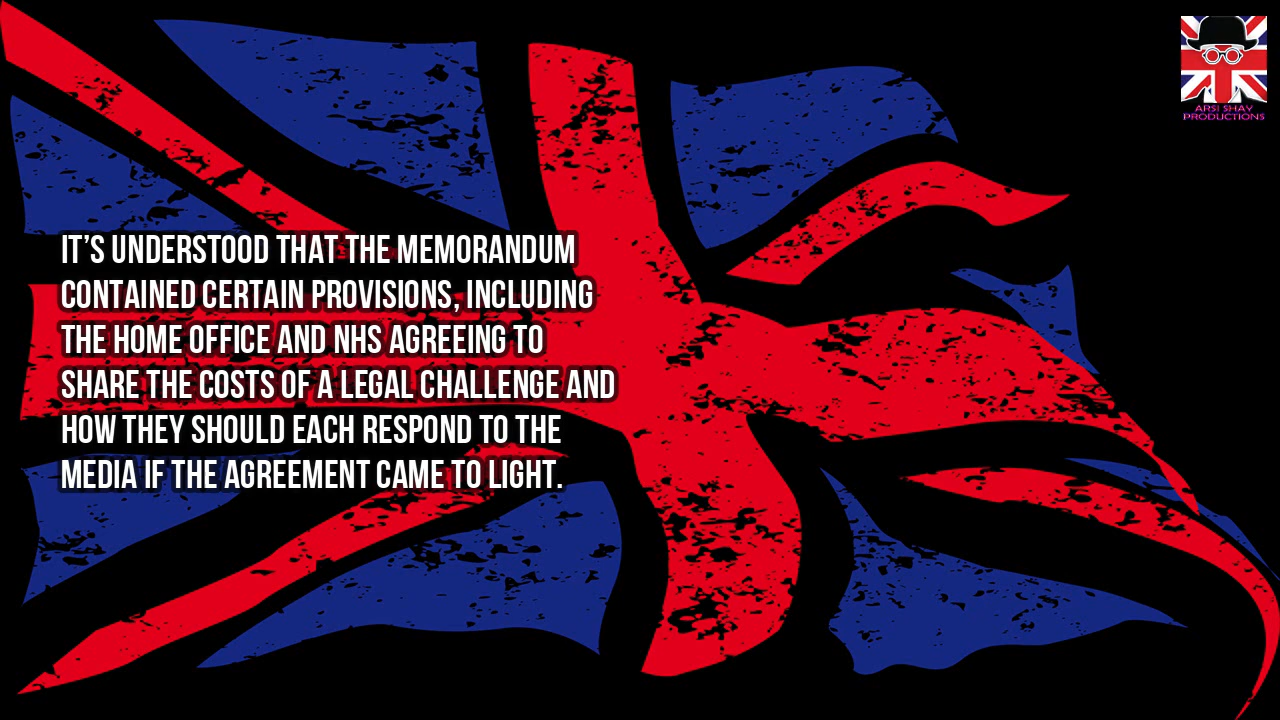 IT’S UNDERSTOOD THAT THE MEMORANDUM
CONTAINED CERTAIN PROVISIONS, INCLUDING
THE HOME OFFICE AND NHS AGREEING TO
SHARE THE COSTS OF A LEGAL CHALLENGE AND
HOW THEY SHOULD EACH RESPOND TO THE
MEDIA IF THE AGREEMENT CAME TO LIGHT.
ARSI SHAY
PRODUCTIONS